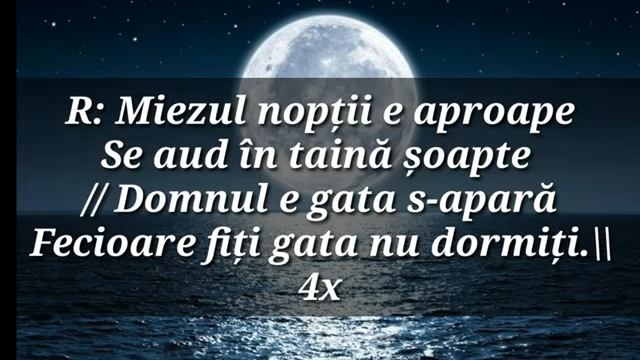 R: Miezul nopții e aproape
Se aud în taină șoapte
// Domnul e gata s-apară
Fecioare fiți gata nu dormiți.\\
4x